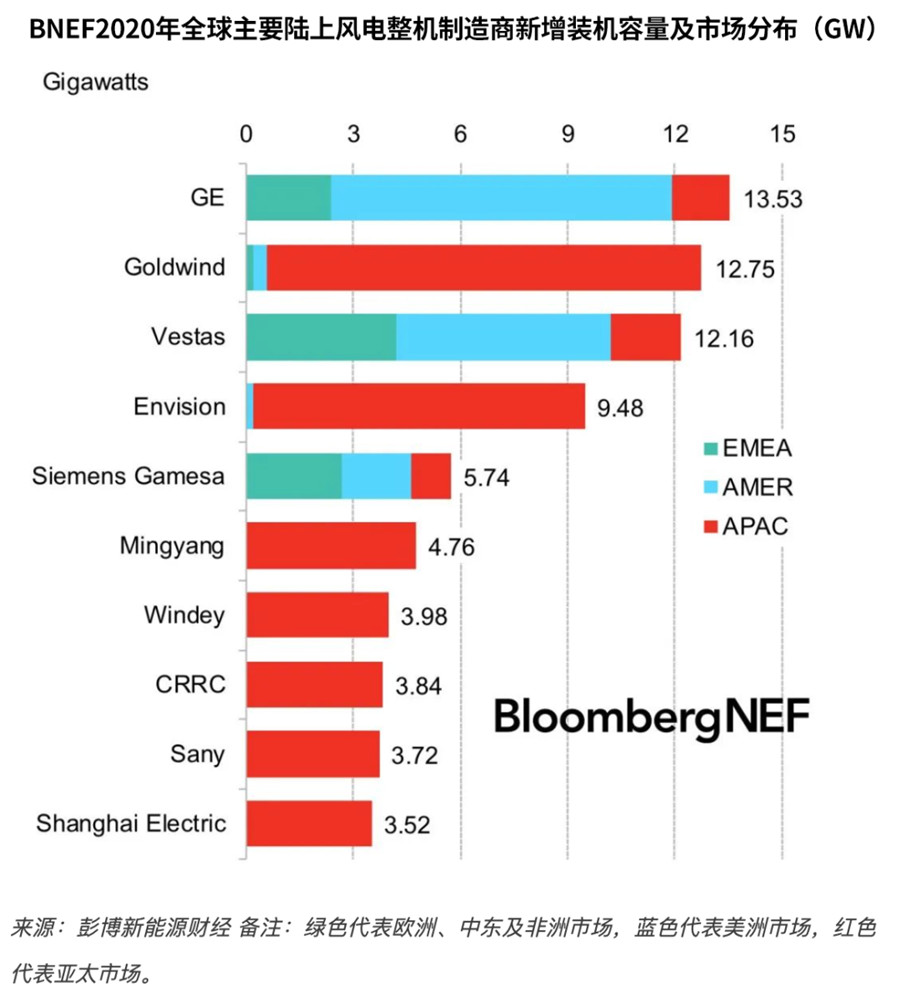 BNEF2020年全球主要陆上风电整机制造商新增装机容量及市场分布（GW）
Gigawatts
0 3 6 9 12 15
GE 13.53
Goldwind 12.75
Vestas 12.16
Envision 9.48
EMEA
Siemens Gamesa 5.74
AMER
APAC
Mingyang 4.76
Windey 3.98
CRRC 3.84
BloombergNEF
Sany 3.72
Shanghai Electric 3.52
来源：彭博新能源财经 备注：绿色代表欧洲、中东及非洲市场，蓝色代表美洲市场，红色
代表亚太市场。